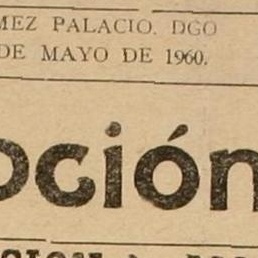 MEZ PALACIO, DGO
DE MAYO DE 1960.
oción